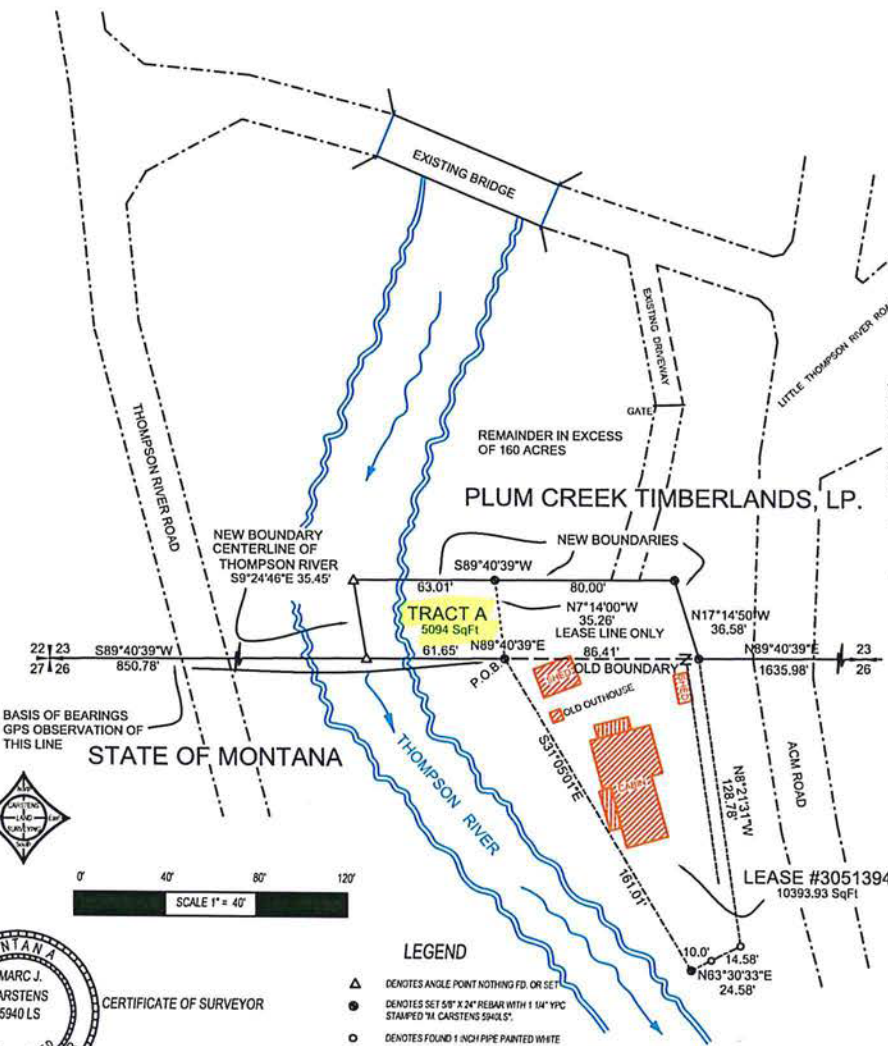 EXISTING BRIDGE
EXISTING DRIVEWAY
GATE
LITTLE THOMPSON RIVER
THOMPSON RIVER ROAD
REMAINDER IN EXCESS
OF 160 ACRES
PLUM CREEK TIMBERLANDS, LP.
NEW BOUNDARY
CENTERLINE OF
THOMPSON RIVER
S9°24'46"E 35.45'
NEW BOUNDARIES
S89°40'39"W
63.01'
80.00'
TRACT A
5094 SqFt
N7°14'00"W
35.26'
LEASE LINE ONLY
N17°14'50"W
36.58'
22 23
27 26
S89°40'39"W
850.78'
61.65'
N89°40'39"E
86.41'
OLD BOUNDARY
N89°40'39"E
1635.98'
23
26
P.O.B.
SHED
SHED
OLD OUTHOUSE
CABIN
BASIS OF BEARINGS
GPS OBSERVATION OF
THIS LINE
STATE OF MONTANA
THOMPSON RIVER
S31°05'01"E
161.01'
N8°21'31"W
128.78'
ACM ROAD
LEASE #3051394
10393.93 SqFt
10.0'
14.58'
N63°30'33"E
24.58'
CARSTENS
LAND
SURVEYING
South
0' 40' 80' 120'
SCALE 1" = 40'
MARC J.
5940 LS
CERTIFICATE OF SURVEYOR
LEGEND
DENOTES ANGLE POINT NOTHING FD. OR SET
DENOTES SET 5/8" X 24" REBAR WITH 1 1/4" YPC
STAMPED "M. CARSTENS 5940LS".
DENOTES FOUND 1 INCH PIPE PAINTED WHITE